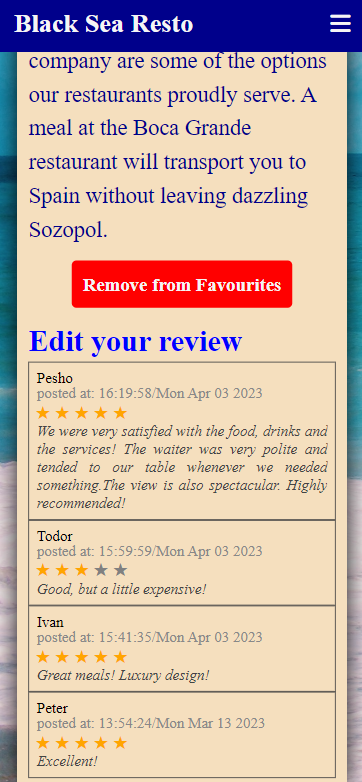 Black Sea Resto
company are some of the options
our restaurants proudly serve. A
meal at the Boca Grande
restaurant will transport you to
Spain without leaving dazzling
Sozopol.
Remove from Favourites
Edit your review
Pesho
posted at: 16:19:58/Mon Apr 03 2023
We were very satisfied with the food, drinks and
the services! The waiter was very polite and
tended to our table whenever we needed
something.The view is also spectacular. Highly
recommended!
Todor
posted at: 15:59:59/Mon Apr 03 2023
Good, but a little expensive!
Ivan
posted at: 15:41:35/Mon Apr 03 2023
Great meals! Luxury design!
Peter
posted at: 13:54:24/Mon Mar 13 2023
Excellent!